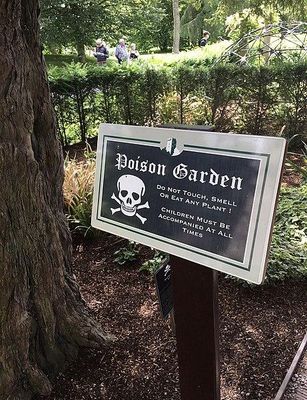 Poison Garden
Do Not Touch, Smell
or Eat Any Plant !
Children Must Be
Accompanied At All
Times